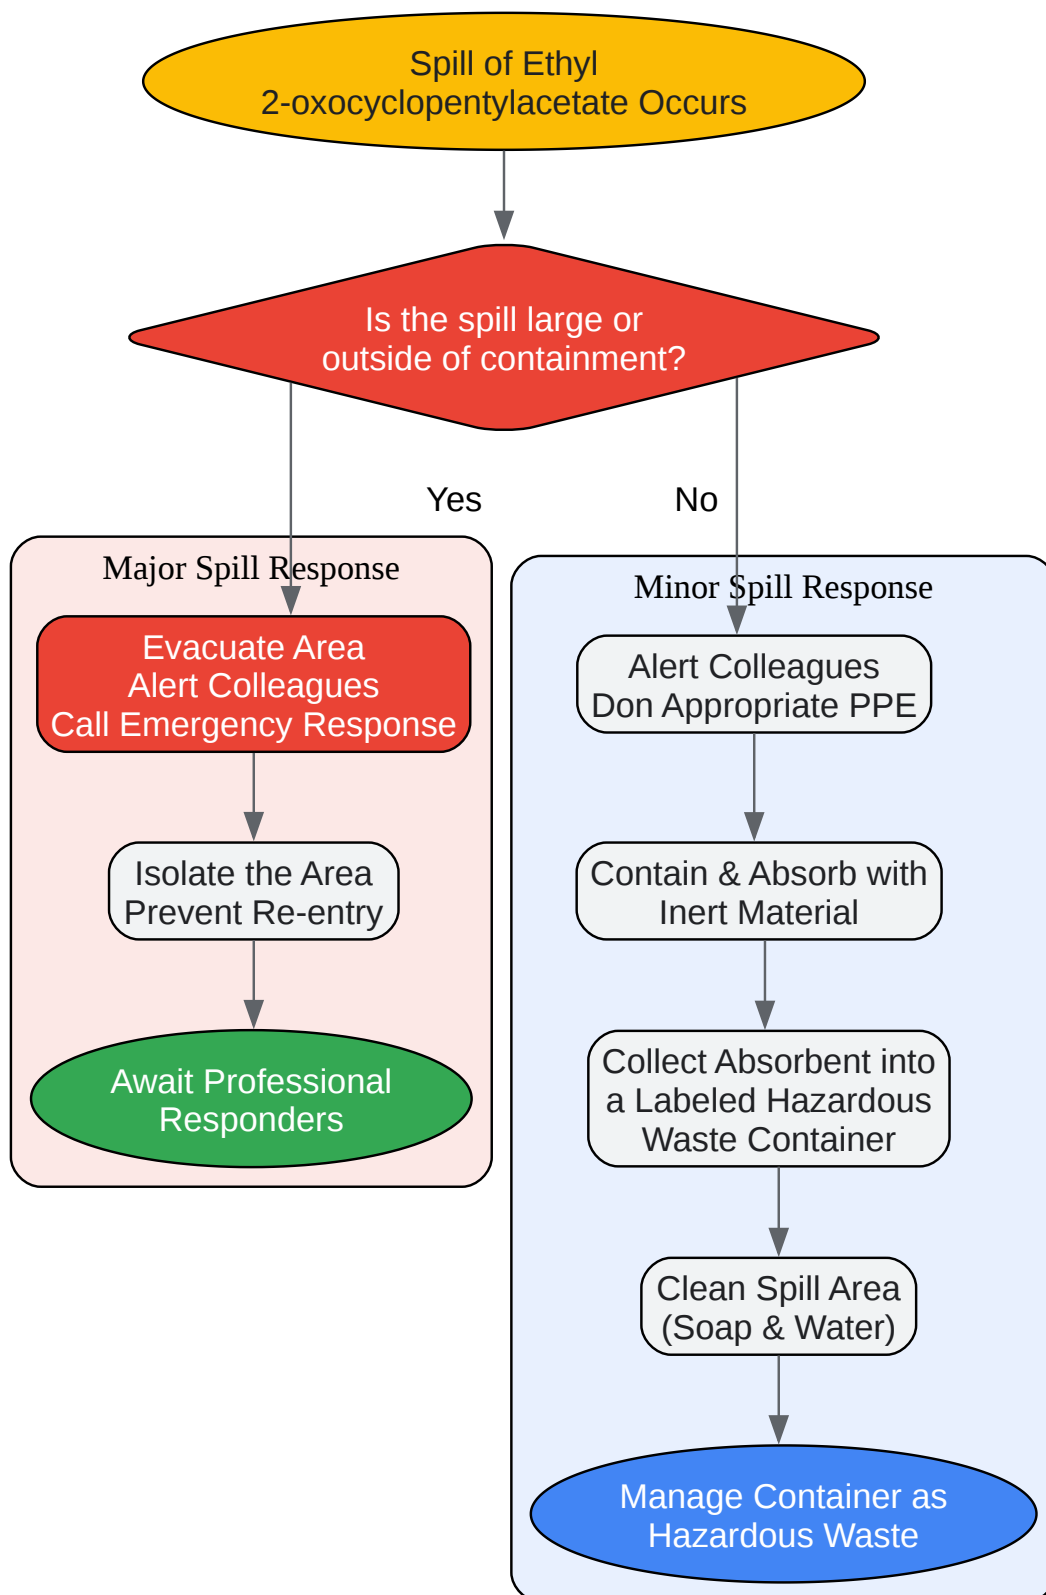 Spill of Ethyl
2-oxocyclopentylacetate Occurs
Is the spill large or
outside of containment?
Yes
No
Major Spill Response
Evacuate Area
Alert Colleagues
Call Emergency Response
Isolate the Area
Prevent Re-entry
Await Professional
Responders
Minor Spill Response
Alert Colleagues
Don Appropriate PPE
Contain & Absorb with
Inert Material
Collect Absorbent into
a Labeled Hazardous
Waste Container
Clean Spill Area
(Soap & Water)
Manage Container as
Hazardous Waste